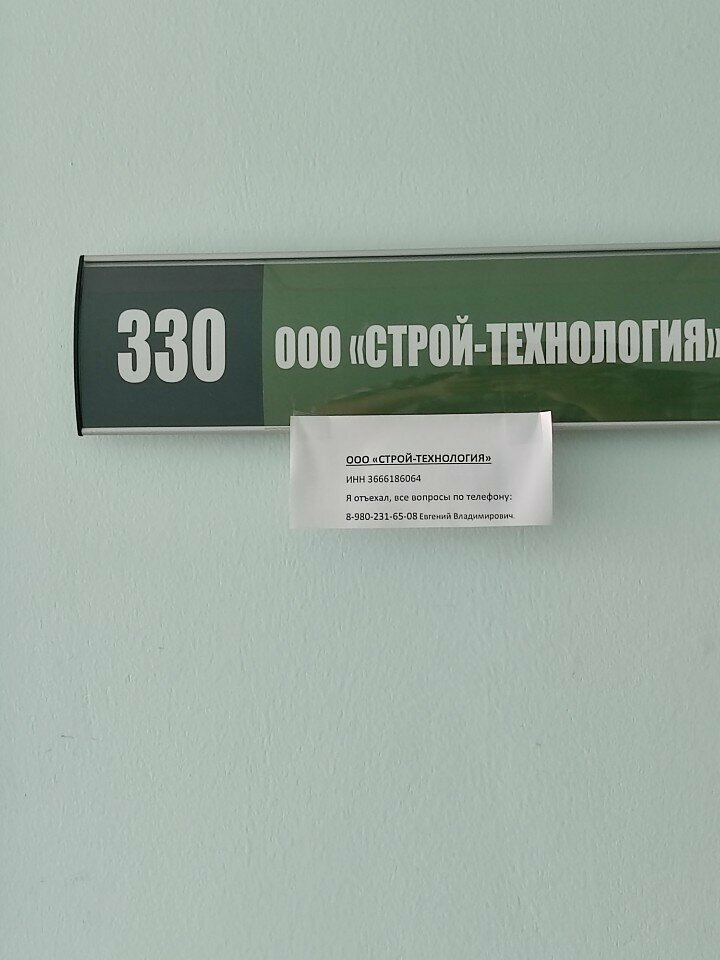 330
ООО «СТРОЙ-ТЕХНОЛОГИЯ»
ООО «СТРОЙ-ТЕХНОЛОГИЯ»
ИНН 3666186064
Я отъехал, все вопросы по телефону:
8-980-231-65-08 Евгений Владимирович.